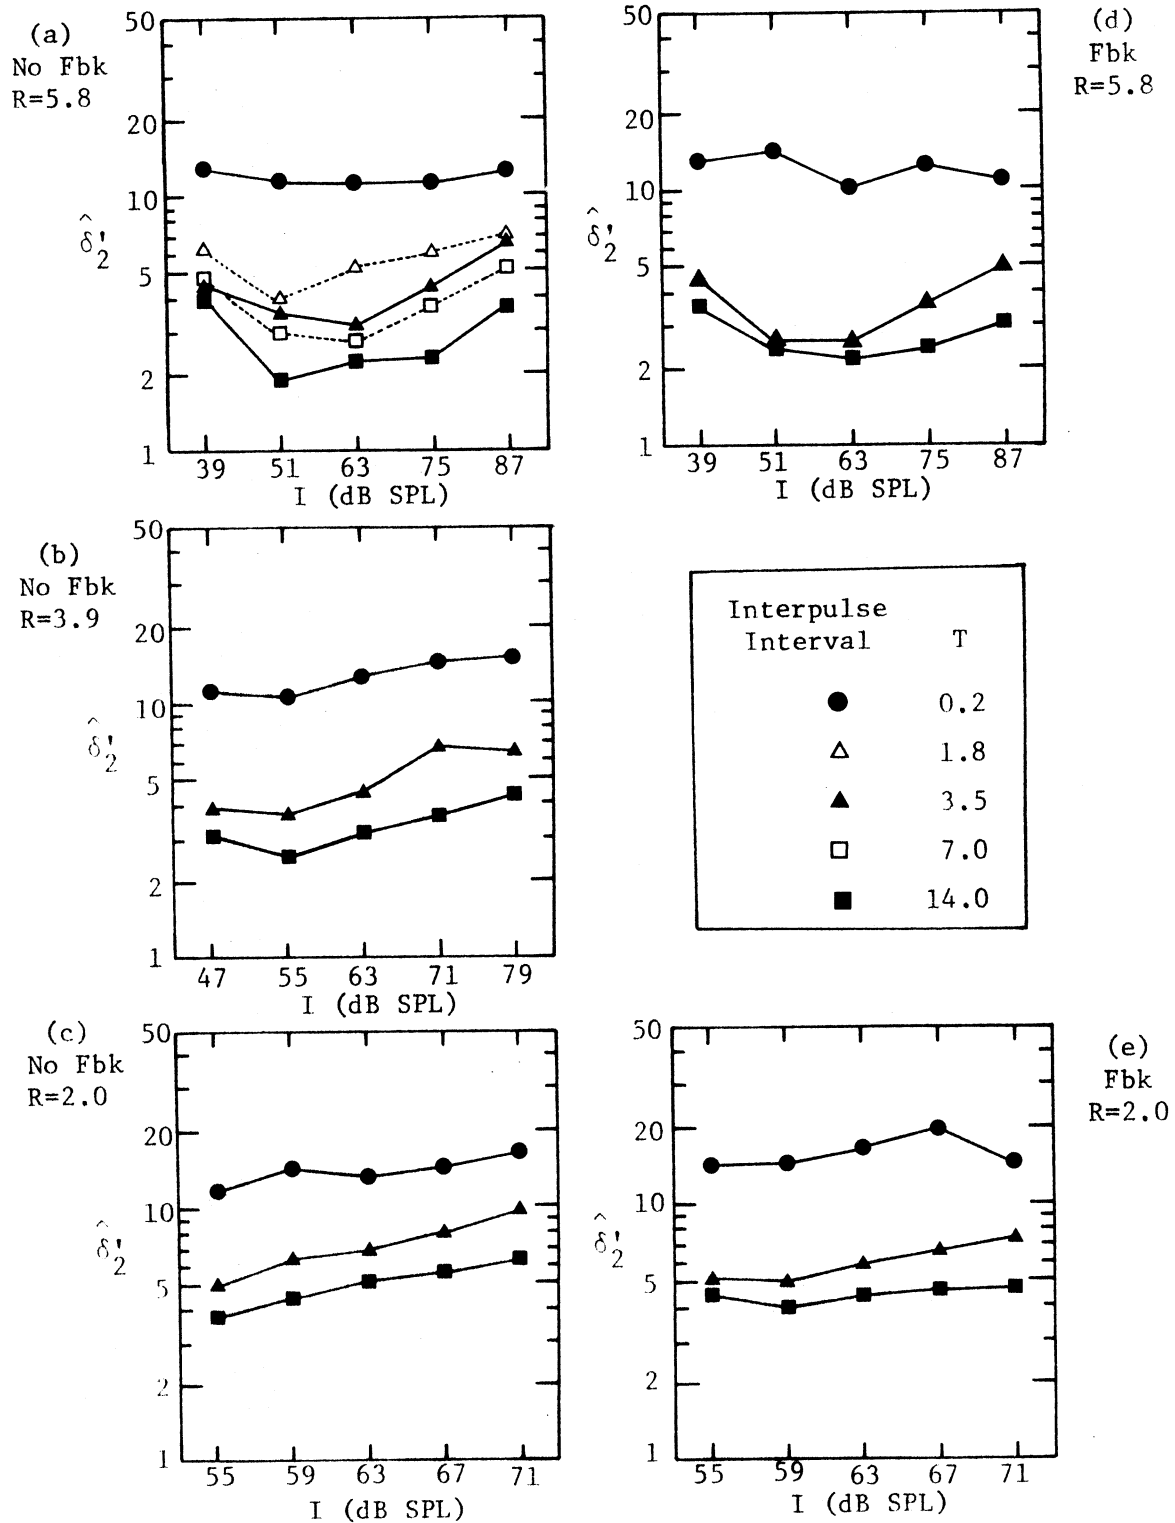 (a)
No Fbk
R=5.8
50
20
10
5
2
1
δ̂'₂
39 51 63 75 87
I (dB SPL)
(d)
Fbk
R=5.8
50
20
10
5
2
1
δ̂'₂
39 51 63 75 87
I (dB SPL)
(b)
No Fbk
R=3.9
50
20
10
5
2
1
δ̂'₂
47 55 63 71 79
I (dB SPL)
Interpulse
Interval T
0.2
1.8
3.5
7.0
14.0
(c)
No Fbk
R=2.0
50
20
10
5
2
1
δ̂'₂
55 59 63 67 71
I (dB SPL)
(e)
Fbk
R=2.0
50
20
10
5
2
1
δ̂'₂
55 59 63 67 71
I (dB SPL)